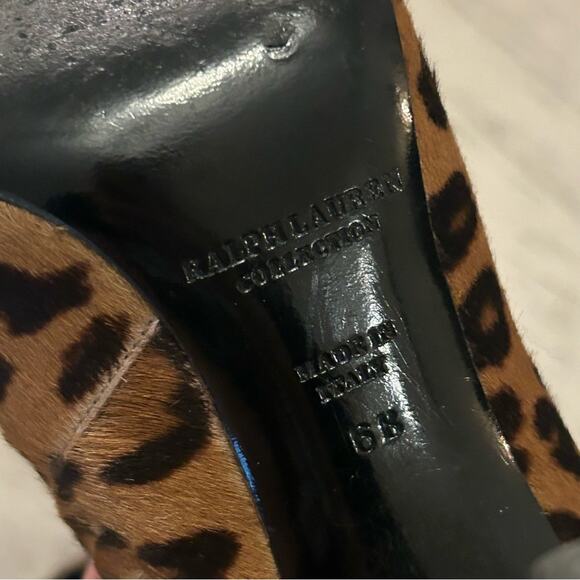 RALPH LAUREN
COLLECTION
MADE IN
ITALY
6B